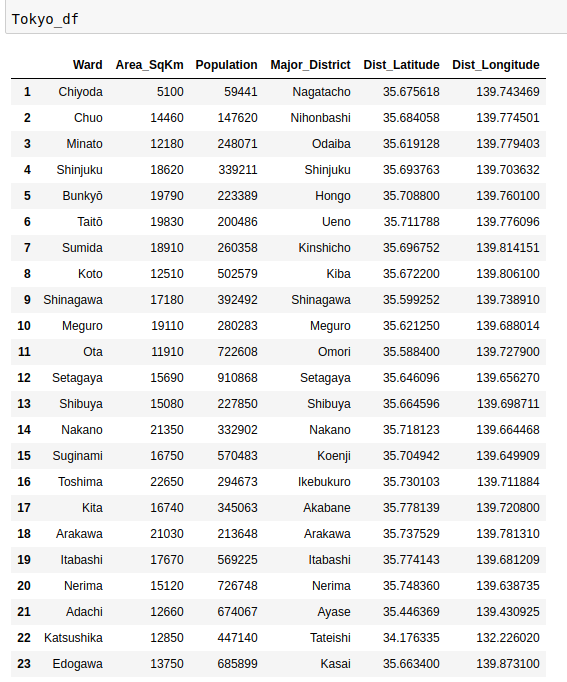 Tokyo_df
Ward Area_SqKm Population Major_District Dist_Latitude Dist_Longitude
1 Chiyoda 5100 59441 Nagatacho 35.675618 139.743469
2 Chuo 14460 147620 Nihonbashi 35.684058 139.774501
3 Minato 12180 248071 Odaiba 35.619128 139.779403
4 Shinjuku 18620 339211 Shinjuku 35.693763 139.703632
5 Bunkyō 19790 223389 Hongo 35.708800 139.760100
6 Taitō 19830 200486 Ueno 35.711788 139.776096
7 Sumida 18910 260358 Kinshicho 35.696752 139.814151
8 Koto 12510 502579 Kiba 35.672200 139.806100
9 Shinagawa 17180 392492 Shinagawa 35.599252 139.738910
10 Meguro 19110 280283 Meguro 35.621250 139.688014
11 Ota 11910 722608 Omori 35.588400 139.727900
12 Setagaya 15690 910868 Setagaya 35.646096 139.656270
13 Shibuya 15080 227850 Shibuya 35.664596 139.698711
14 Nakano 21350 332902 Nakano 35.718123 139.664468
15 Suginami 16750 570483 Koenji 35.704942 139.649909
16 Toshima 22650 294673 Ikebukuro 35.730103 139.711884
17 Kita 16740 345063 Akabane 35.778139 139.720800
18 Arakawa 21030 213648 Arakawa 35.737529 139.781310
19 Itabashi 17670 569225 Itabashi 35.774143 139.681209
20 Nerima 15120 726748 Nerima 35.748360 139.638735
21 Adachi 12660 674067 Ayase 35.446369 139.430925
22 Katsushika 12850 447140 Tateishi 34.176335 132.226020
23 Edogawa 13750 685899 Kasai 35.663400 139.873100